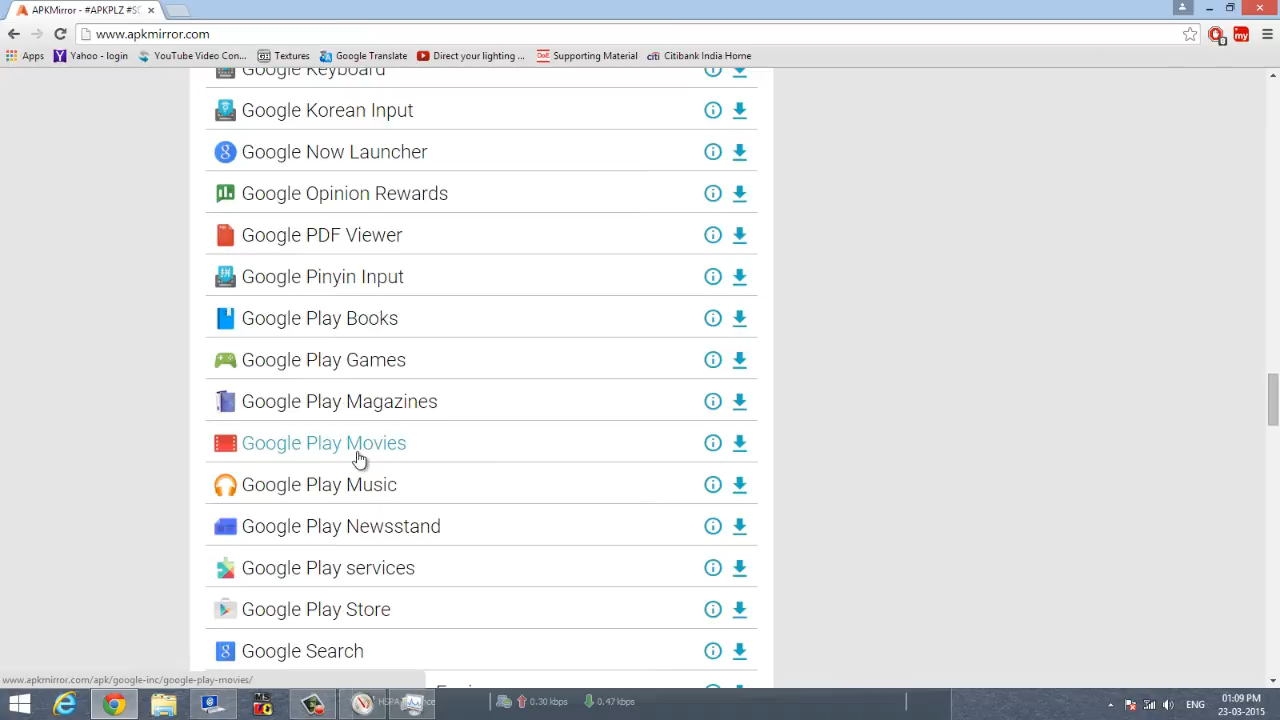 APKMirror - #APKPLZ #SC
www.apkmirror.com
Apps
Yahoo - login
YouTube Video Con...
Textures
Google Translate
Direct your lighting ...
Supporting Material
Citibank India Home
Google Keyboard
Google Korean Input
Google Now Launcher
Google Opinion Rewards
Google PDF Viewer
Google Pinyin Input
Google Play Books
Google Play Games
Google Play Magazines
Google Play Movies
Google Play Music
Google Play Newsstand
Google Play services
Google Play Store
Google Search
www.apkmirror.com/apk/google-inc/google-play-movies/
0.30 kbps
0.47 kbps
ENG
01:09 PM
23-03-2015